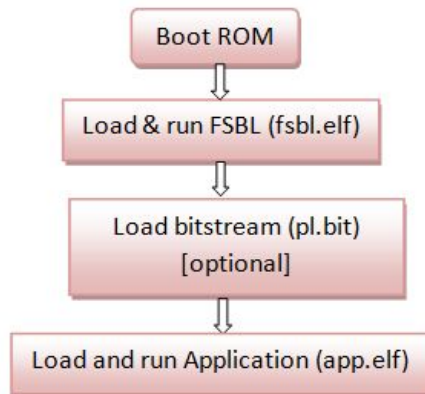 Boot ROM
Load & run FSBL (fsbl.elf)
Load bitstream (pl.bit)
[optional]
Load and run Application (app.elf)